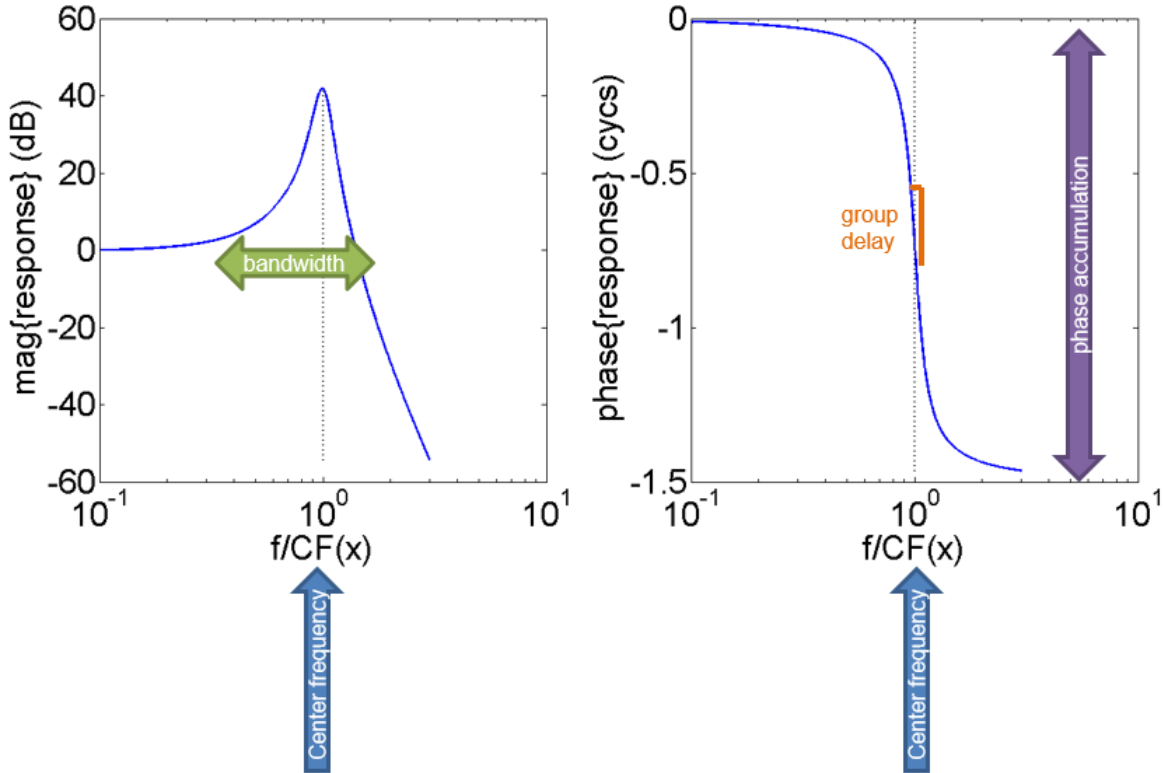 60
40
20
0
-20
-40
-60
mag{response} (dB)
bandwidth
10^-1
10^0
10^1
f/CF(x)
Center frequency
0
-0.5
-1
-1.5
phase{response} (cycs)
group
delay
phase accumulation
10^-1
10^0
10^1
f/CF(x)
Center frequency